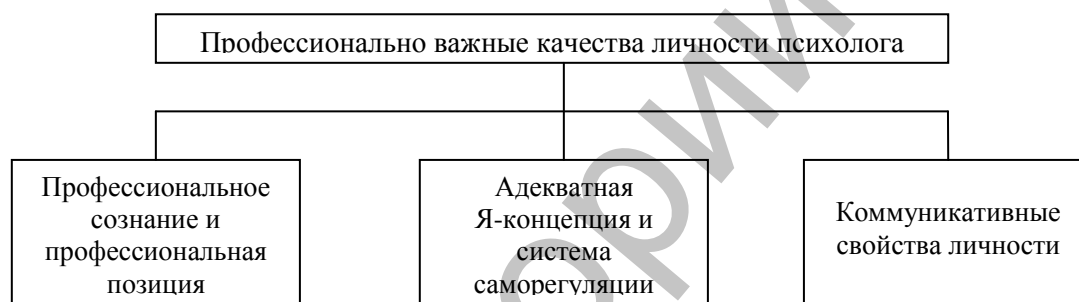 Профессионально важные качества личности психолога
Профессиональное
сознание и
профессиональная
позиция
Адекватная
Я-концепция и
система
саморегуляции
Коммуникативные
свойства личности